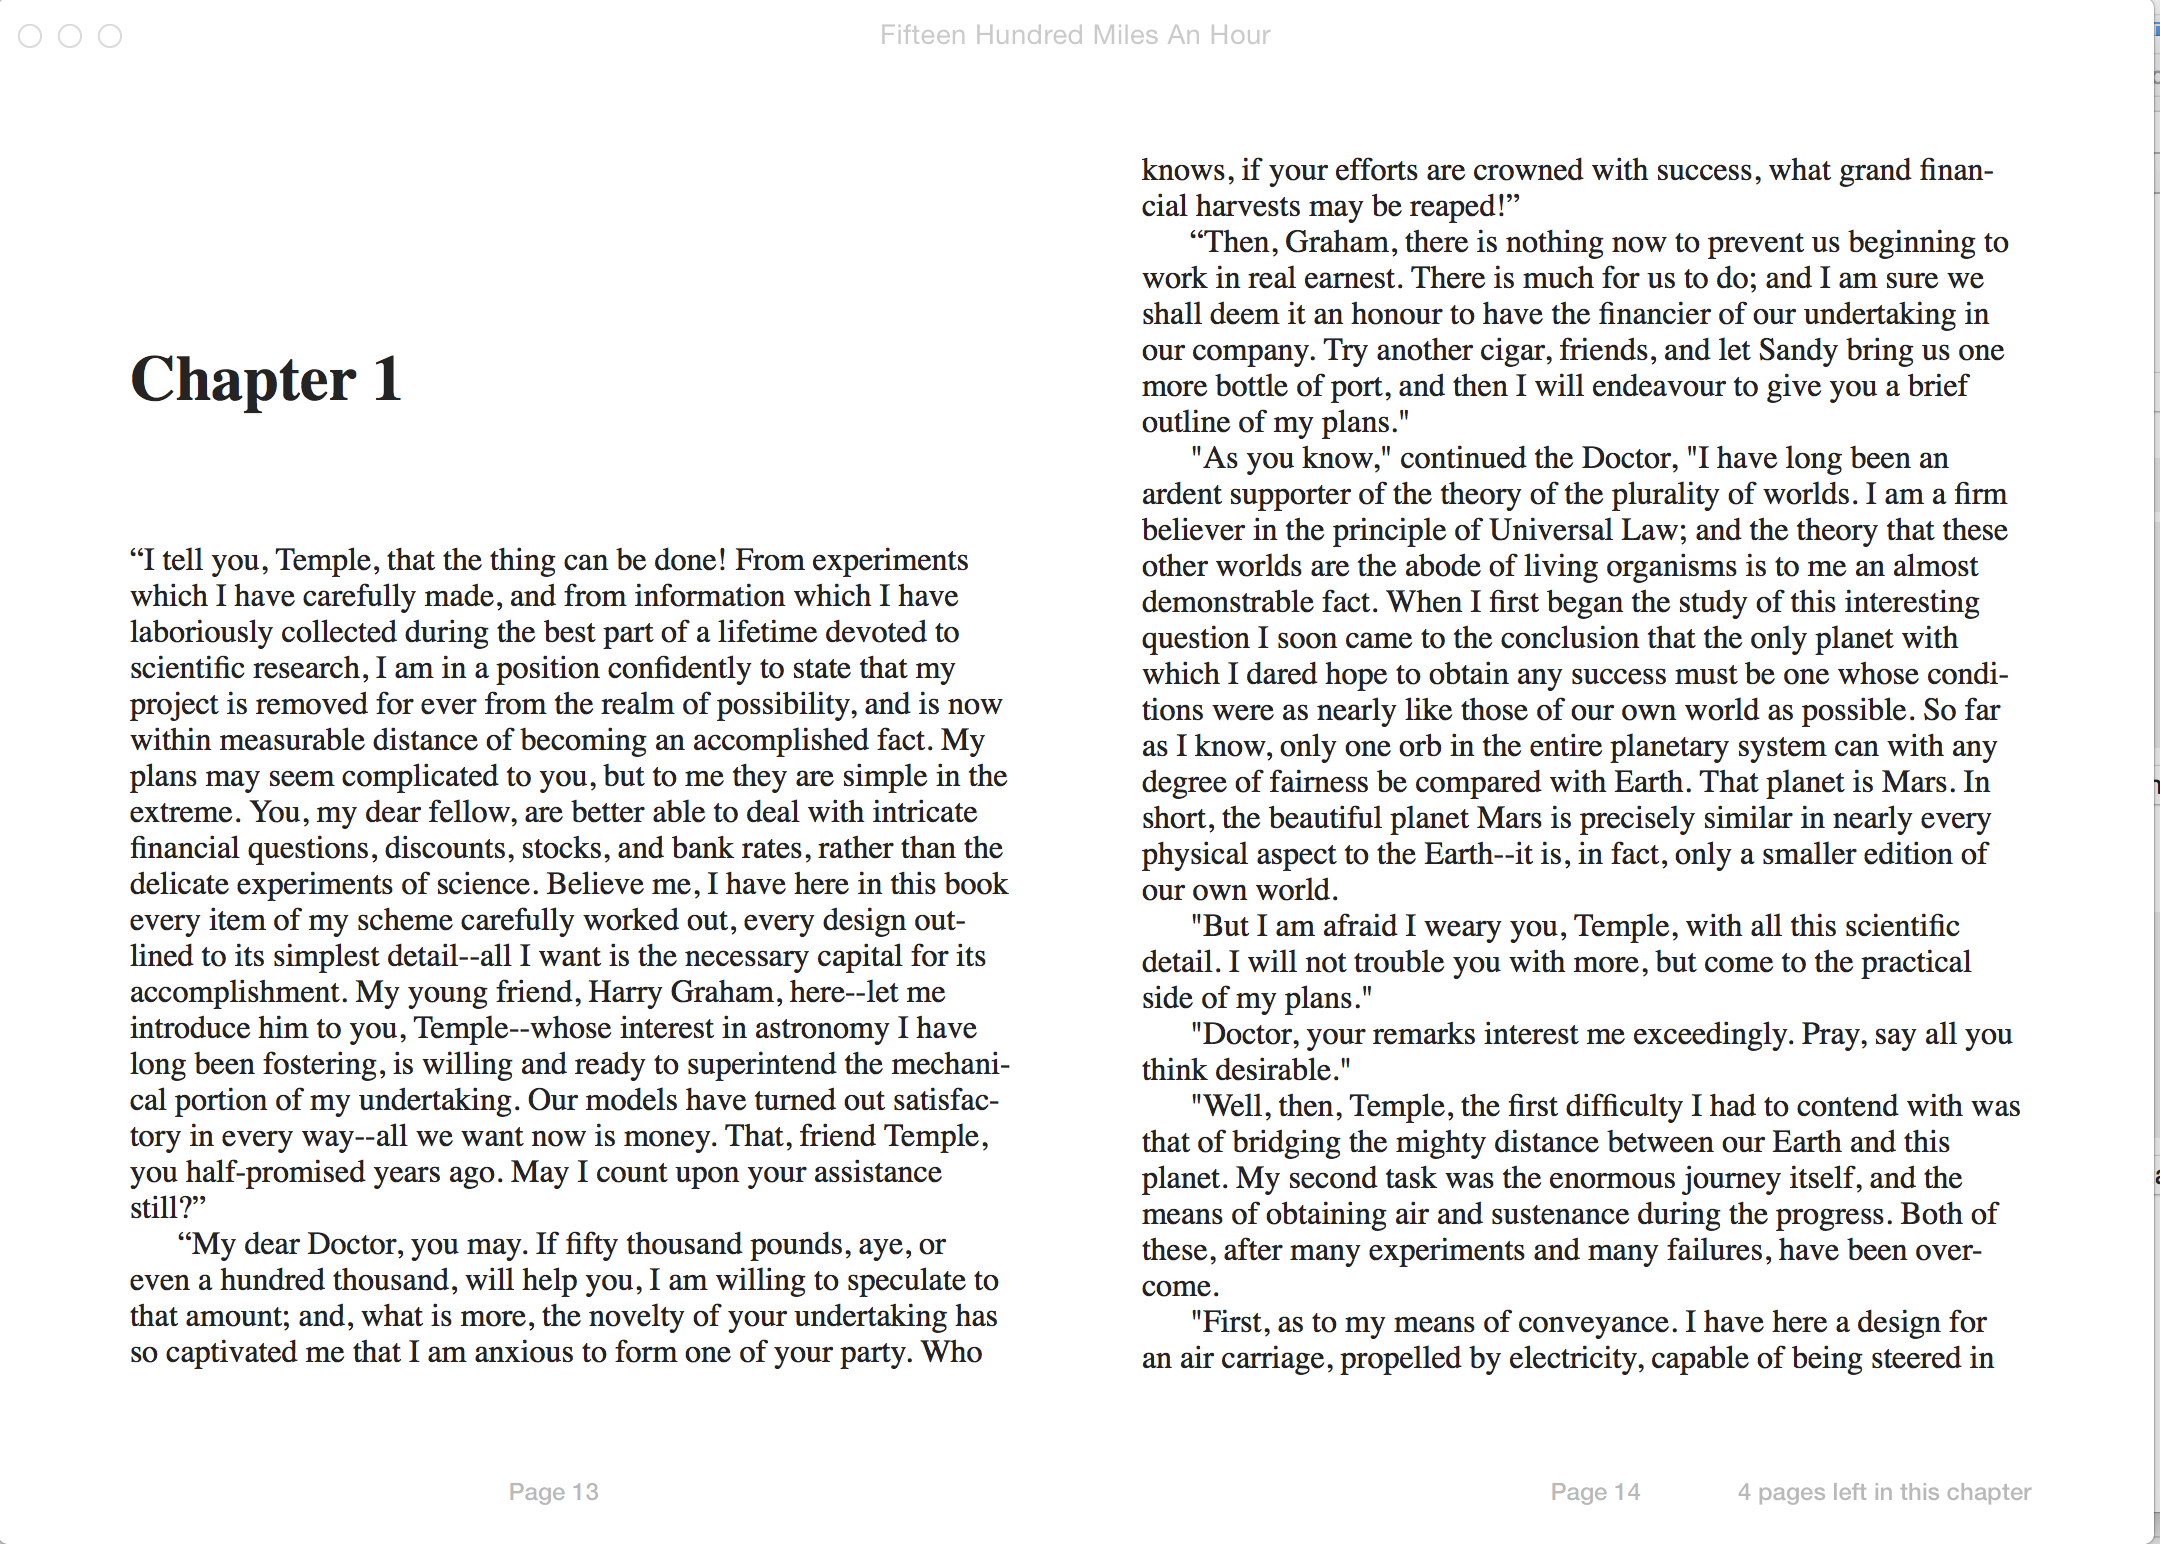 Fifteen Hundred Miles An Hour
Chapter 1
“I tell you, Temple, that the thing can be done! From experiments
which I have carefully made, and from information which I have
laboriously collected during the best part of a lifetime devoted to
scientific research, I am in a position confidently to state that my
project is removed for ever from the realm of possibility, and is now
within measurable distance of becoming an accomplished fact. My
plans may seem complicated to you, but to me they are simple in the
extreme. You, my dear fellow, are better able to deal with intricate
financial questions, discounts, stocks, and bank rates, rather than the
delicate experiments of science. Believe me, I have here in this book
every item of my scheme carefully worked out, every design out-
lined to its simplest detail--all I want is the necessary capital for its
accomplishment. My young friend, Harry Graham, here--let me
introduce him to you, Temple--whose interest in astronomy I have
long been fostering, is willing and ready to superintend the mechani-
cal portion of my undertaking. Our models have turned out satisfac-
tory in every way--all we want now is money. That, friend Temple,
you half-promised years ago. May I count upon your assistance
still?”
“My dear Doctor, you may. If fifty thousand pounds, aye, or
even a hundred thousand, will help you, I am willing to speculate to
that amount; and, what is more, the novelty of your undertaking has
so captivated me that I am anxious to form one of your party. Who
knows, if your efforts are crowned with success, what grand finan-
cial harvests may be reaped!”
“Then, Graham, there is nothing now to prevent us beginning to
work in real earnest. There is much for us to do; and I am sure we
shall deem it an honour to have the financier of our undertaking in
our company. Try another cigar, friends, and let Sandy bring us one
more bottle of port, and then I will endeavour to give you a brief
outline of my plans."
"As you know," continued the Doctor, "I have long been an
ardent supporter of the theory of the plurality of worlds. I am a firm
believer in the principle of Universal Law; and the theory that these
other worlds are the abode of living organisms is to me an almost
demonstrable fact. When I first began the study of this interesting
question I soon came to the conclusion that the only planet with
which I dared hope to obtain any success must be one whose condi-
tions were as nearly like those of our own world as possible. So far
as I know, only one orb in the entire planetary system can with any
degree of fairness be compared with Earth. That planet is Mars. In
short, the beautiful planet Mars is precisely similar in nearly every
physical aspect to the Earth--it is, in fact, only a smaller edition of
our own world.
"But I am afraid I weary you, Temple, with all this scientific
detail. I will not trouble you with more, but come to the practical
side of my plans."
"Doctor, your remarks interest me exceedingly. Pray, say all you
think desirable."
"Well, then, Temple, the first difficulty I had to contend with was
that of bridging the mighty distance between our Earth and this
planet. My second task was the enormous journey itself, and the
means of obtaining air and sustenance during the progress. Both of
these, after many experiments and many failures, have been over-
come.
"First, as to my means of conveyance. I have here a design for
an air carriage, propelled by electricity, capable of being steered in
Page 13
Page 14
4 pages left in this chapter